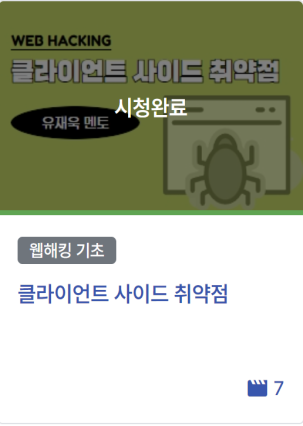 WEB HACKING
클라이언트 사이드 취약점
시청완료
유재욱 멘토
웹해킹 기초
클라이언트 사이드 취약점
7